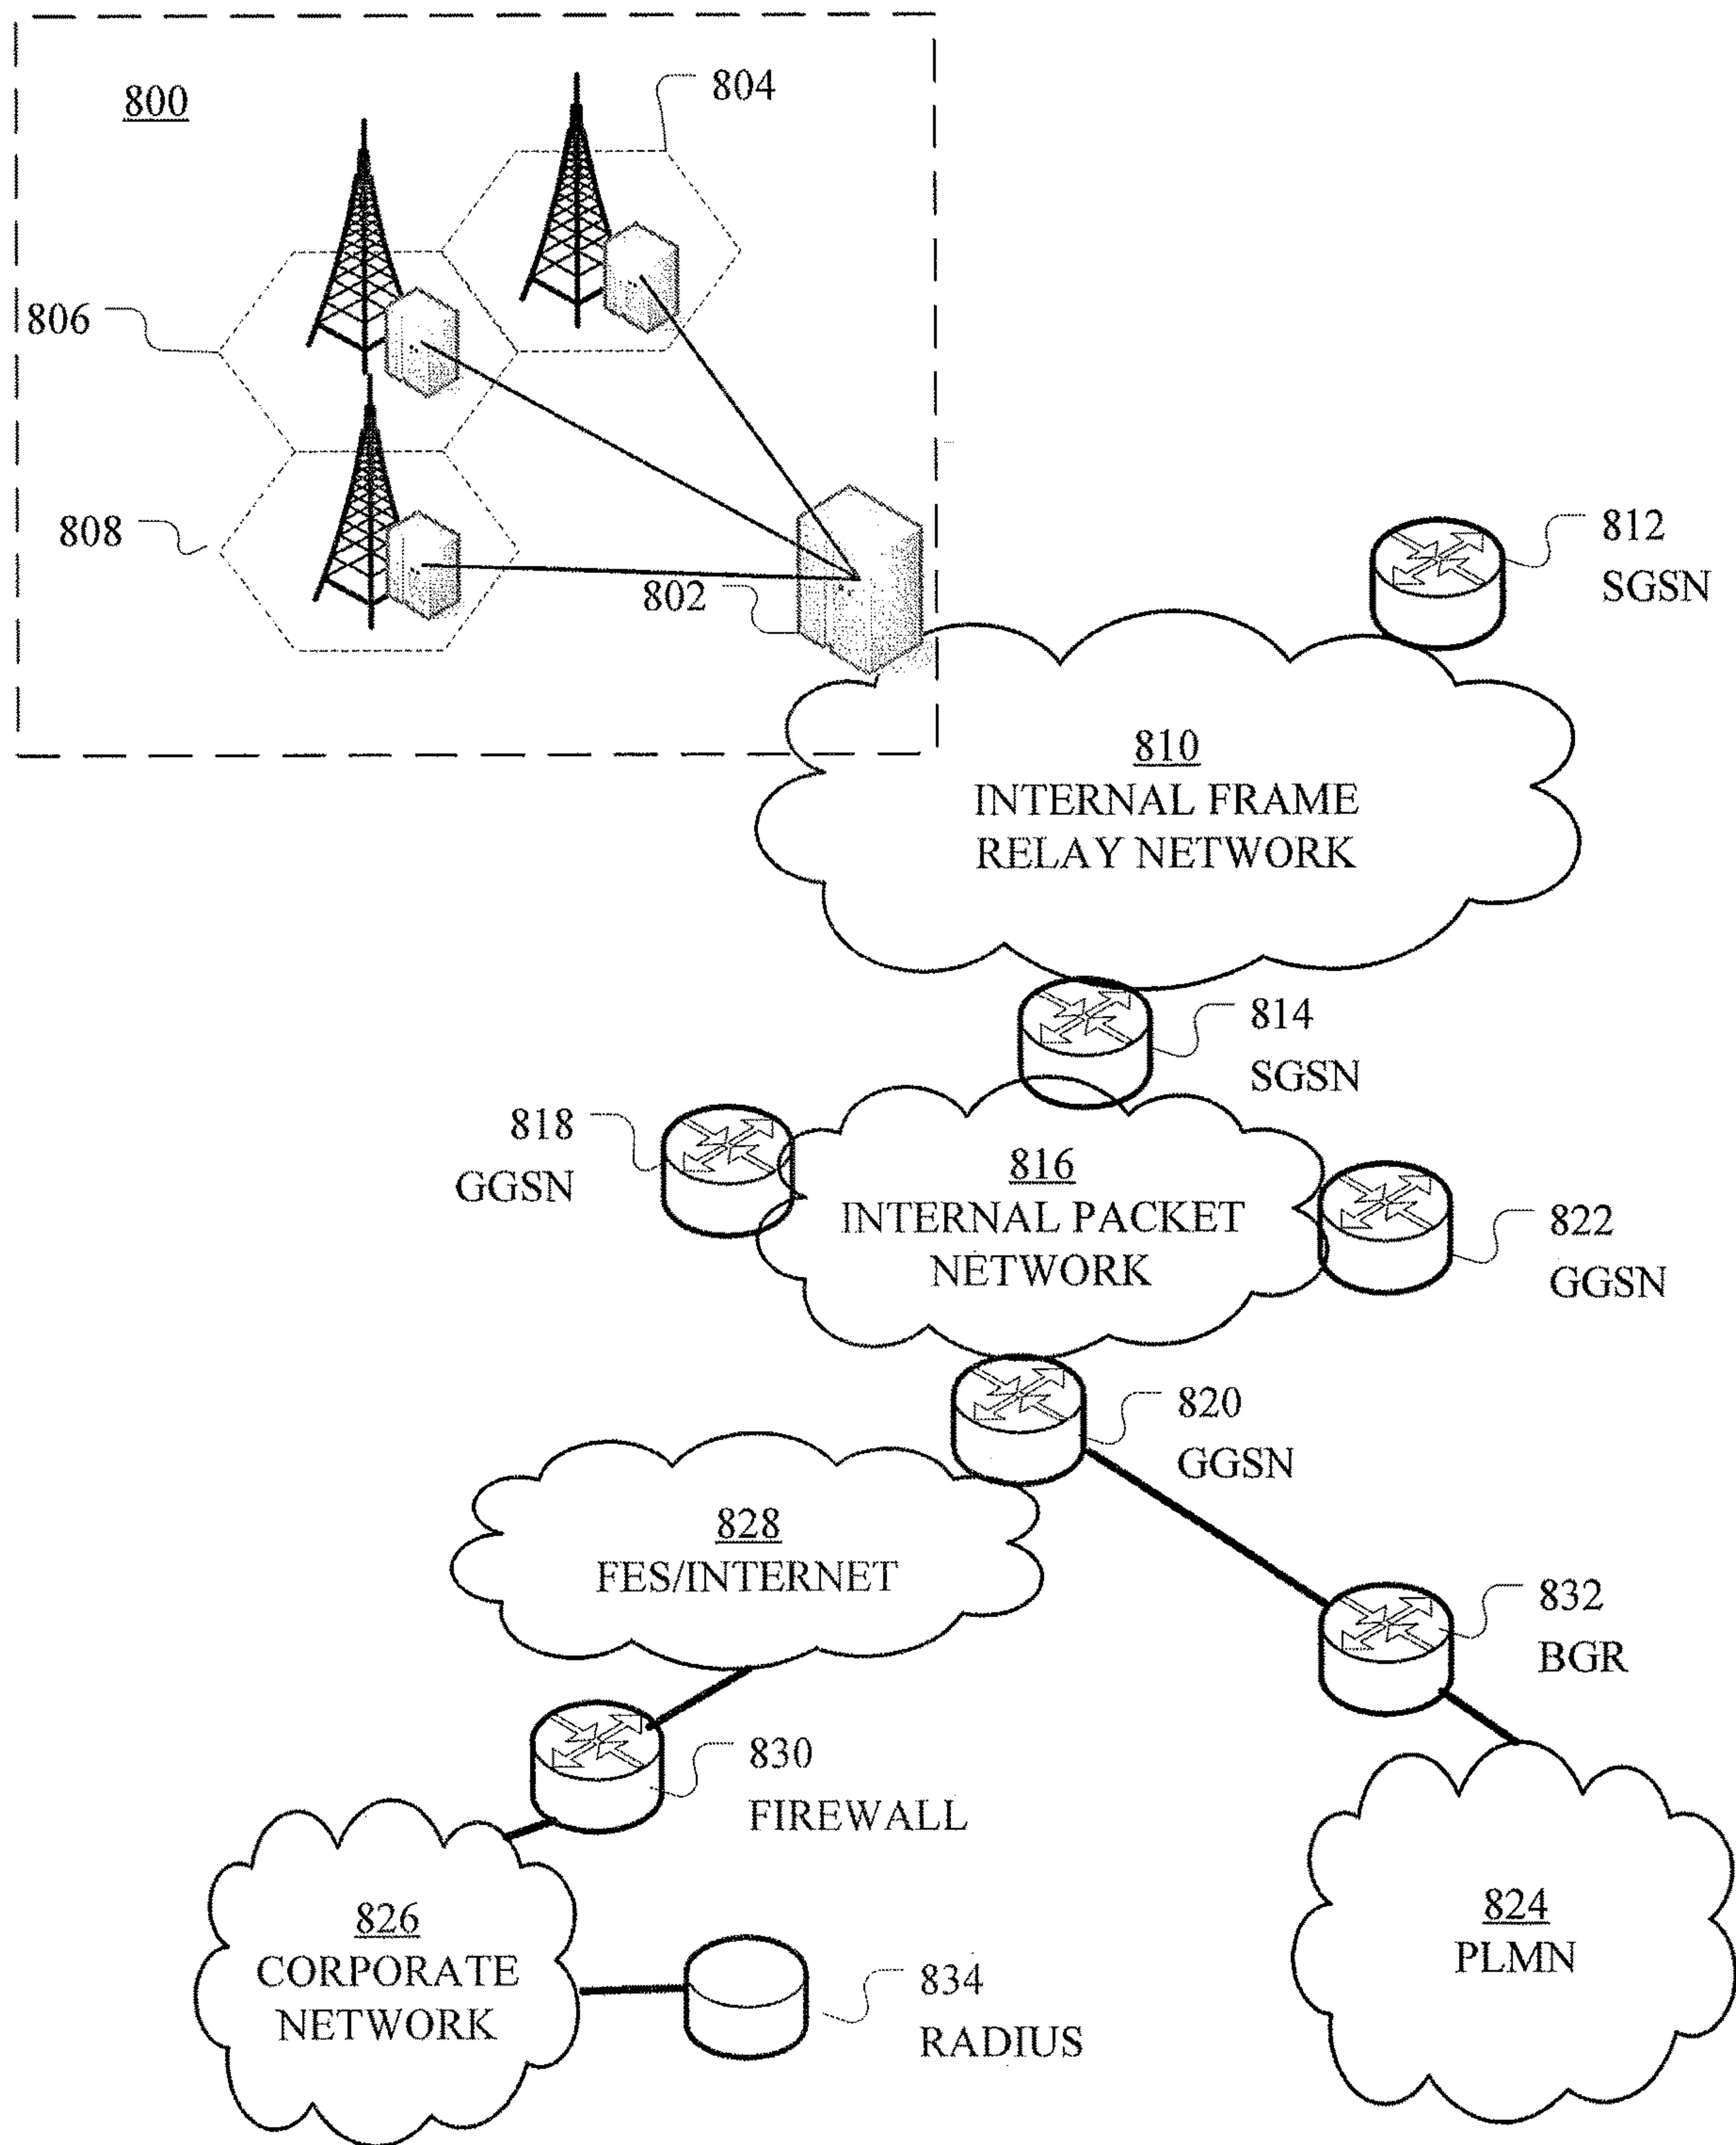 800
804
806
808
802
812
SGSN
810
INTERNAL FRAME
RELAY NETWORK
814
SGSN
818
GGSN
816
INTERNAL PACKET
NETWORK
822
GGSN
820
GGSN
828
FES/INTERNET
832
BGR
830
FIREWALL
826
CORPORATE
NETWORK
824
PLMN
834
RADIUS